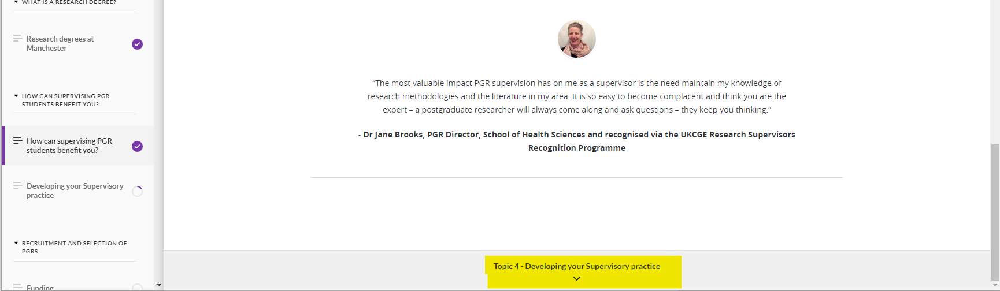 WHAT IS A RESEARCH DEGREE?
Research degrees at
Manchester
HOW CAN SUPERVISING PGR
STUDENTS BENEFIT YOU?
How can supervising PGR
students benefit you?
Developing your Supervisory
practice
RECRUITMENT AND SELECTION OF
PGRS
Funding
“The most valuable impact PGR supervision has on me as a supervisor is the need maintain my knowledge of
research methodologies and the literature in my area. It is so easy to become complacent and think you are the
expert – a postgraduate researcher will always come along and ask questions – they keep you thinking.”
- Dr Jane Brooks, PGR Director, School of Health Sciences and recognised via the UKCGE Research Supervisors
Recognition Programme
Topic 4 - Developing your Supervisory practice